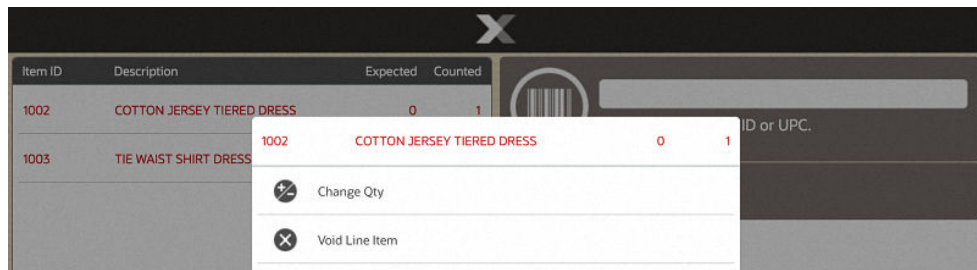 Item ID Description Expected Counted
1002 COTTON JERSEY TIERED DRESS 0 1
ID or UPC.
1003 TIE WAIST SHIRT DRESS
1002 COTTON JERSEY TIERED DRESS 0 1
Change Qty
Void Line Item